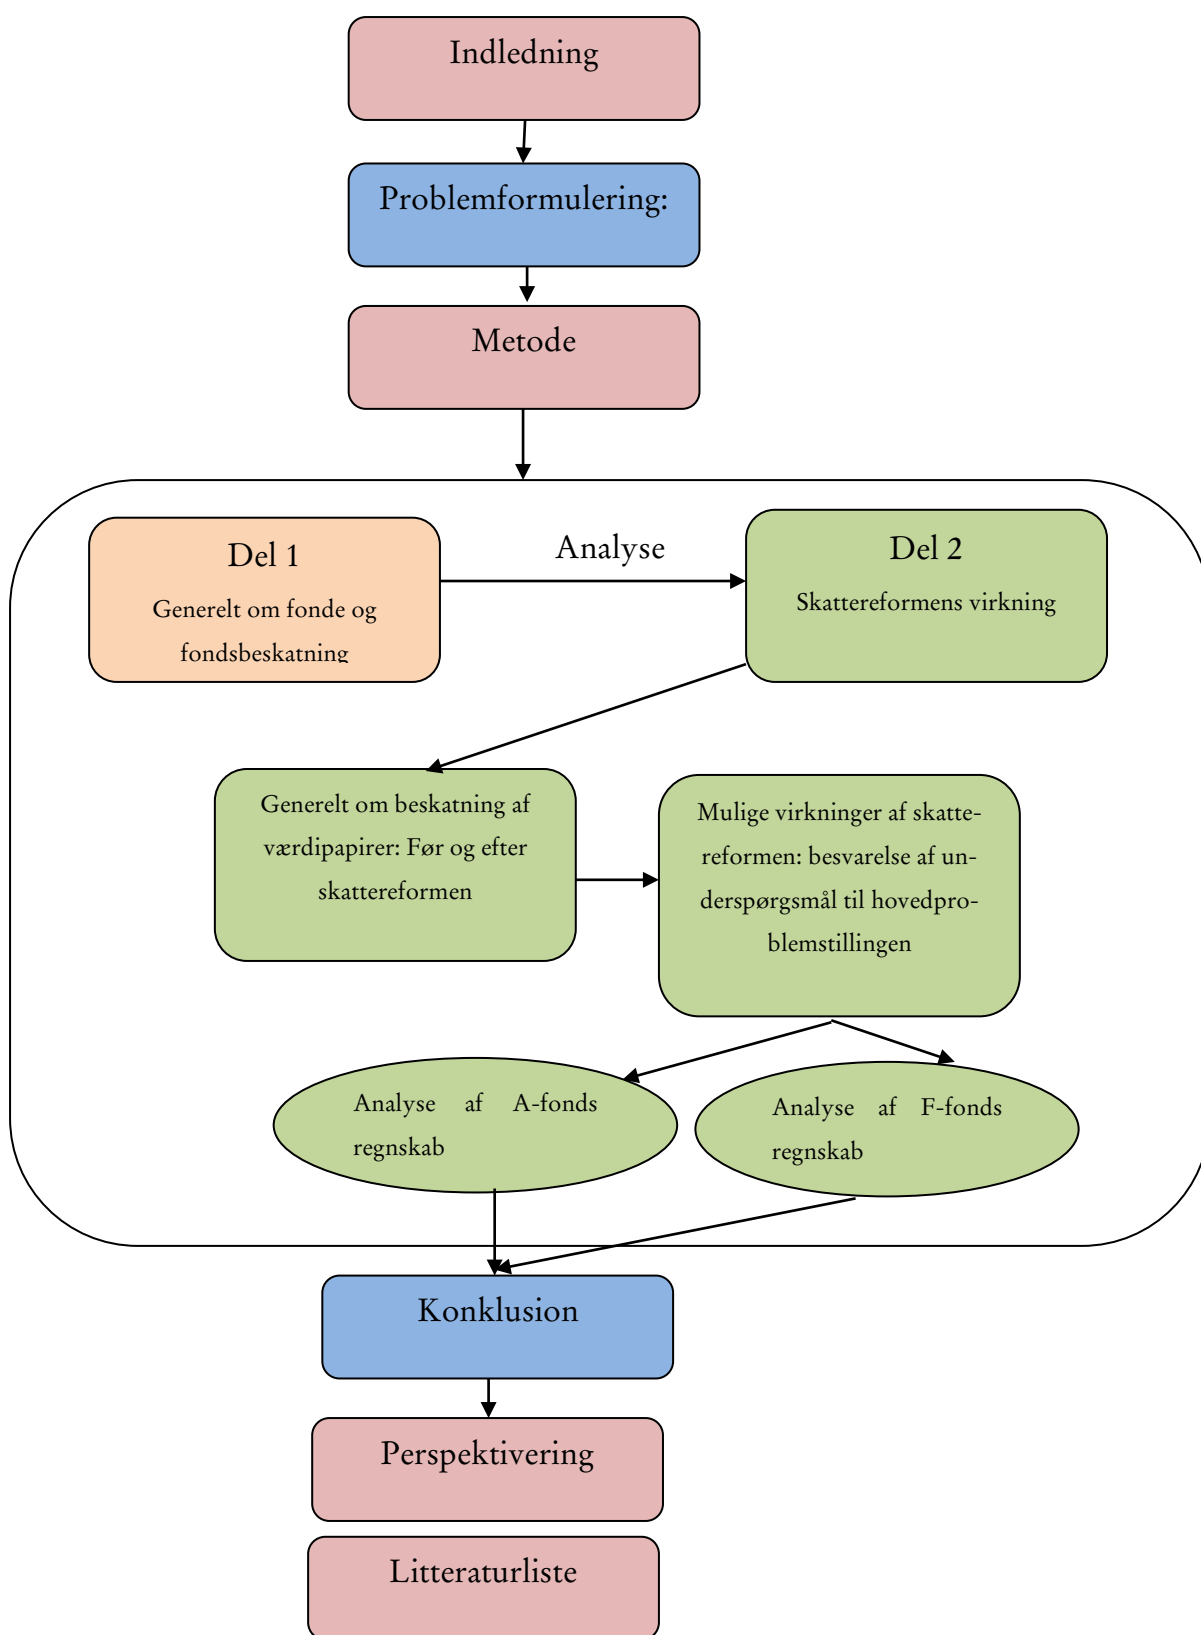 Indledning
Problemformulering:
Metode
Del 1
Generelt om fonde og
fondsbeskatning
Analyse
Del 2
Skattereformens virkning
Generelt om beskatning af
værdipapirer: Før og efter
skattereformen
Mulige virkninger af skatte-
reformen: besvarelse af un-
derspørgsmål til hovedpro-
blemstillingen
Analyse af A-fonds
regnskab
Analyse af F-fonds
regnskab
Konklusion
Perspektivering
Litteraturliste